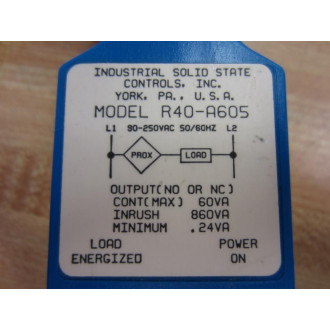 INDUSTRIAL SOLID STATE
CONTROLS, INC.
YORK, PA., U.S.A.
MODEL R40-A605
L1 90-250VAC 50/60HZ L2
PROX LOAD
OUTPUT(NO OR NC)
CONT(MAX) 60VA
INRUSH 860VA
MINIMUM .24VA
LOAD POWER
ENERGIZED ON